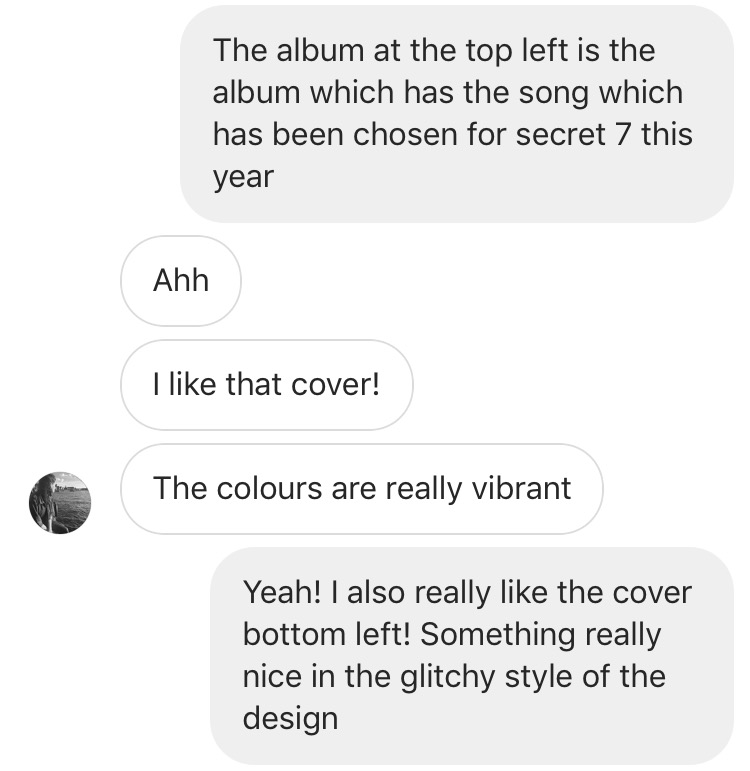 The album at the top left is the
album which has the song which
has been chosen for secret 7 this
year
Ahh
I like that cover!
The colours are really vibrant
Yeah! I also really like the cover
bottom left! Something really
nice in the glitchy style of the
design